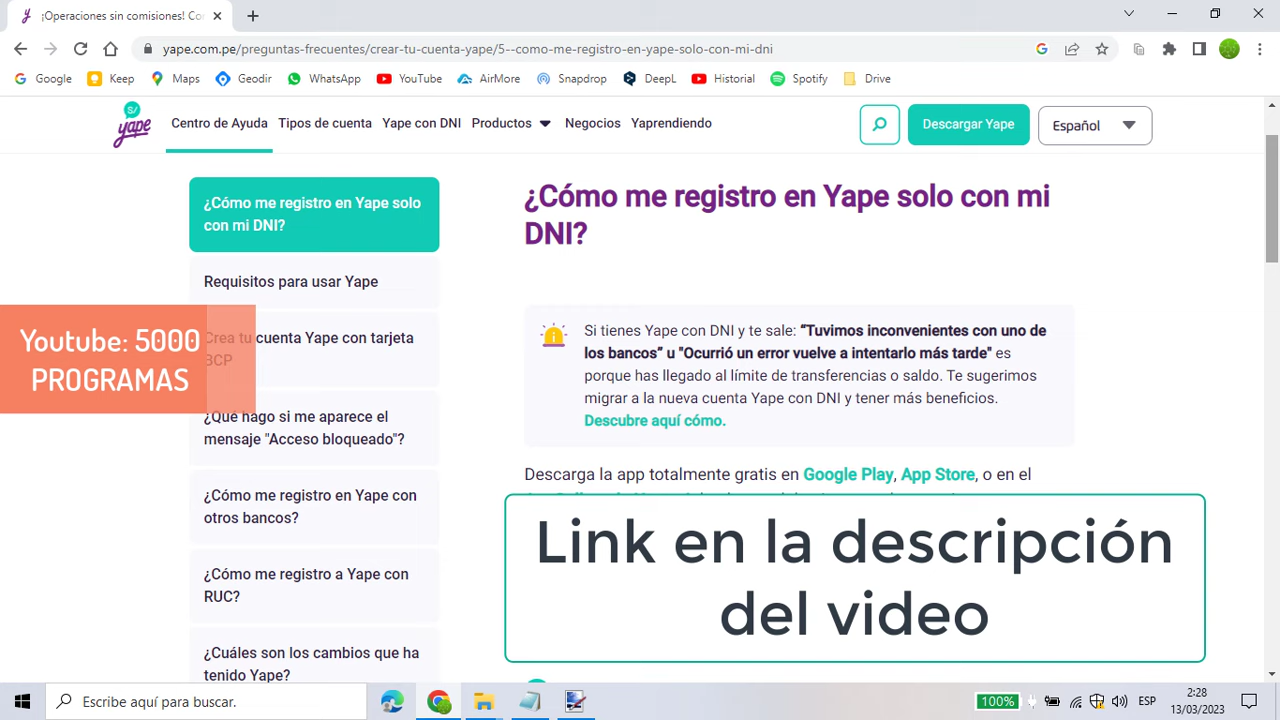 ¡Operaciones sin comisiones! Co
yape.com.pe/preguntas-frecuentes/crear-tu-cuenta-yape/5--como-me-registro-en-yape-solo-con-mi-dni
Google Keep Maps Geodir WhatsApp YouTube AirMore Snapdrop DeepL Historial Spotify Drive
S/
yape
Centro de Ayuda Tipos de cuenta Yape con DNI Productos Negocios Yaprendiendo
Descargar Yape
Español
¿Cómo me registro en Yape solo
con mi DNI?
Requisitos para usar Yape
Crea tu cuenta Yape con tarjeta
BCP
¿Qué hago si me aparece el
mensaje "Acceso bloqueado"?
¿Cómo me registro en Yape con
otros bancos?
¿Cómo me registro a Yape con
RUC?
¿Cuáles son los cambios que ha
tenido Yape?
Youtube: 5000
PROGRAMAS
¿Cómo me registro en Yape solo con mi
DNI?
Si tienes Yape con DNI y te sale: “Tuvimos inconvenientes con uno de
los bancos” u "Ocurrió un error vuelve a intentarlo más tarde" es
porque has llegado al límite de transferencias o saldo. Te sugerimos
migrar a la nueva cuenta Yape con DNI y tener más beneficios.
Descubre aquí cómo.
Descarga la app totalmente gratis en Google Play, App Store, o en el
Link en la descripción
del video
Escribe aquí para buscar.
100%
ESP
2:28
13/03/2023